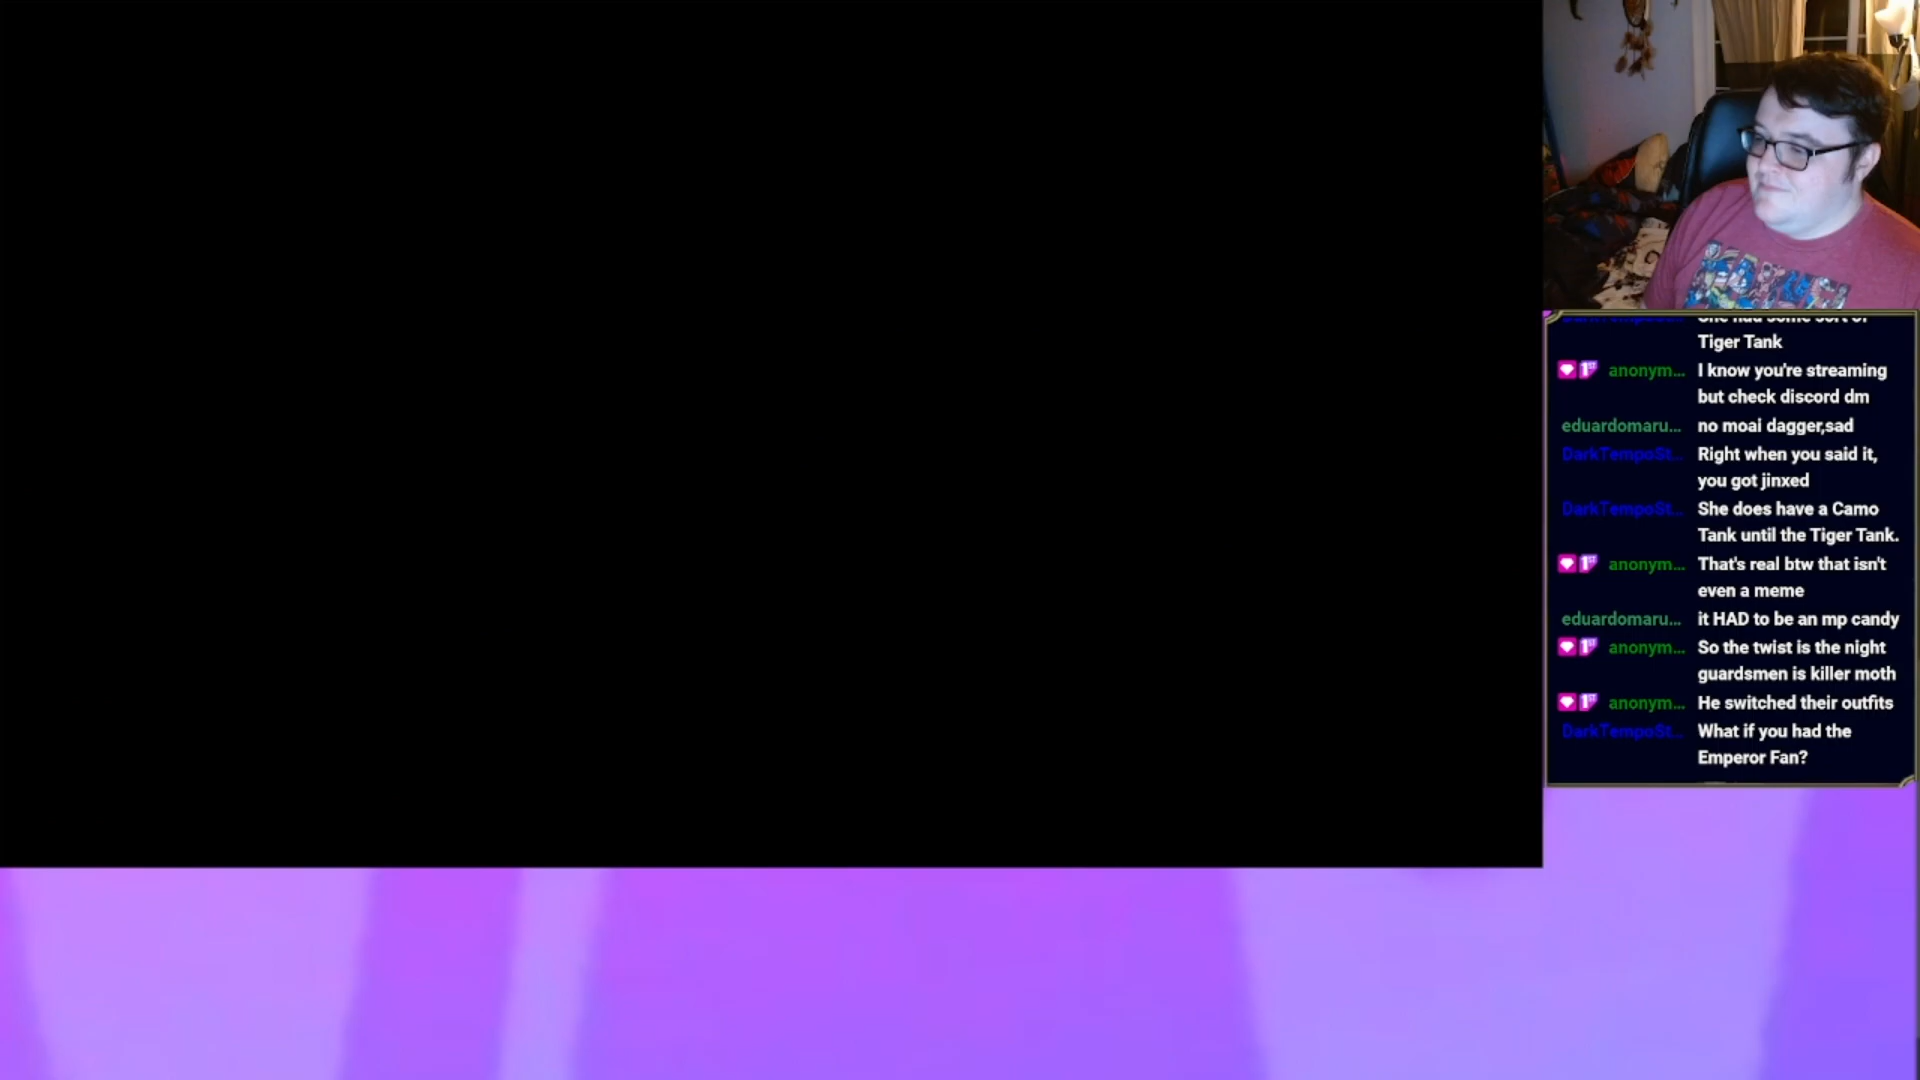 Tiger Tank
anonym... I know you're streaming
but check discord dm
eduardomaru... no moai dagger,sad
DarkTempoSt... Right when you said it,
you got jinxed
DarkTempoSt... She does have a Camo
Tank until the Tiger Tank.
anonym... That's real btw that isn't
even a meme
eduardomaru... it HAD to be an mp candy
anonym... So the twist is the night
guardsmen is killer moth
anonym... He switched their outfits
DarkTempoSt... What if you had the
Emperor Fan?